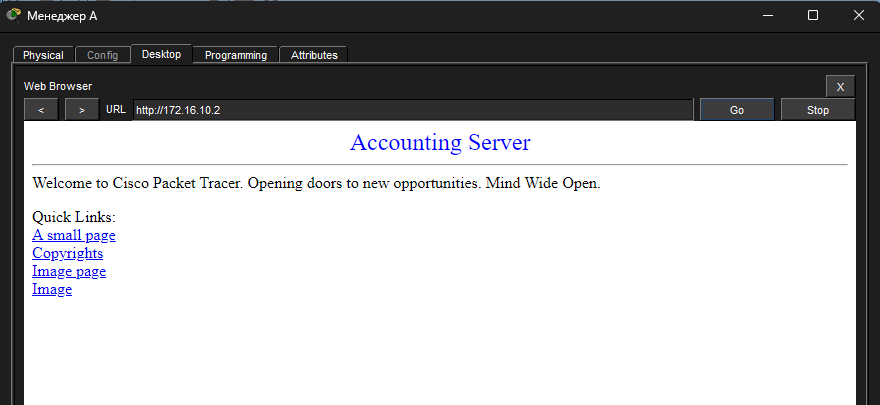 Менеджер A
Physical Config Desktop Programming Attributes
Web Browser X
< > URL http://172.16.10.2 Go Stop
Accounting Server
Welcome to Cisco Packet Tracer. Opening doors to new opportunities. Mind Wide Open.
Quick Links:
A small page
Copyrights
Image page
Image